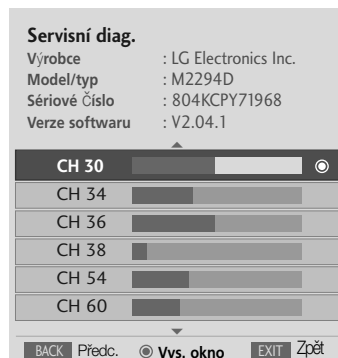 Servisní diag.
Výrobce : LG Electronics Inc.
Model/typ : M2294D
Sériové Číslo : 804KCPY71968
Verze softwaru : V2.04.1
CH 30
CH 34
CH 36
CH 38
CH 54
CH 60
BACK Předc. Vys. okno EXIT Zpět